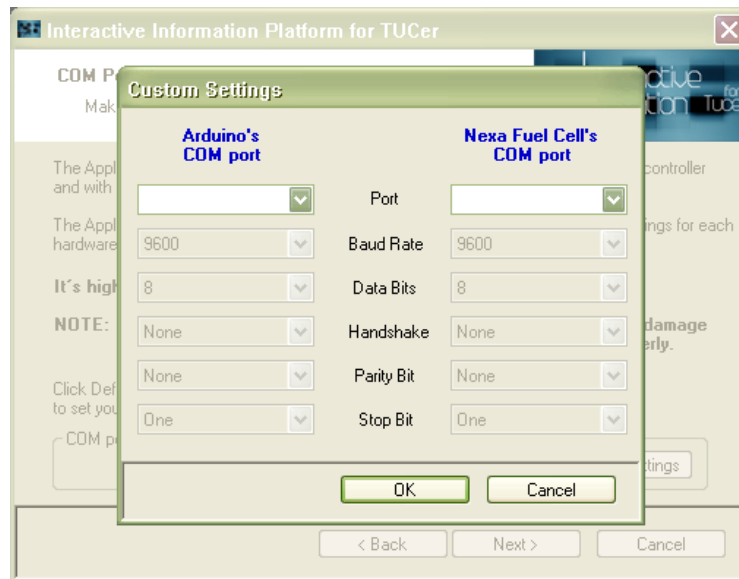 Interactive Information Platform for TUCer
COM P
Mak
Custom Settings
Arduino's
COM port
Nexa Fuel Cell's
COM port
Port
9600
Baud Rate
9600
8
Data Bits
8
None
Handshake
None
None
Parity Bit
None
One
Stop Bit
One
OK
Cancel
The Appl
controller
and with
The Appl
ings for each
hardware
It´s high
NOTE:
damage
erly.
Click Def
to set you
COM po
ttings
< Back
Next >
Cancel
for
Tuce